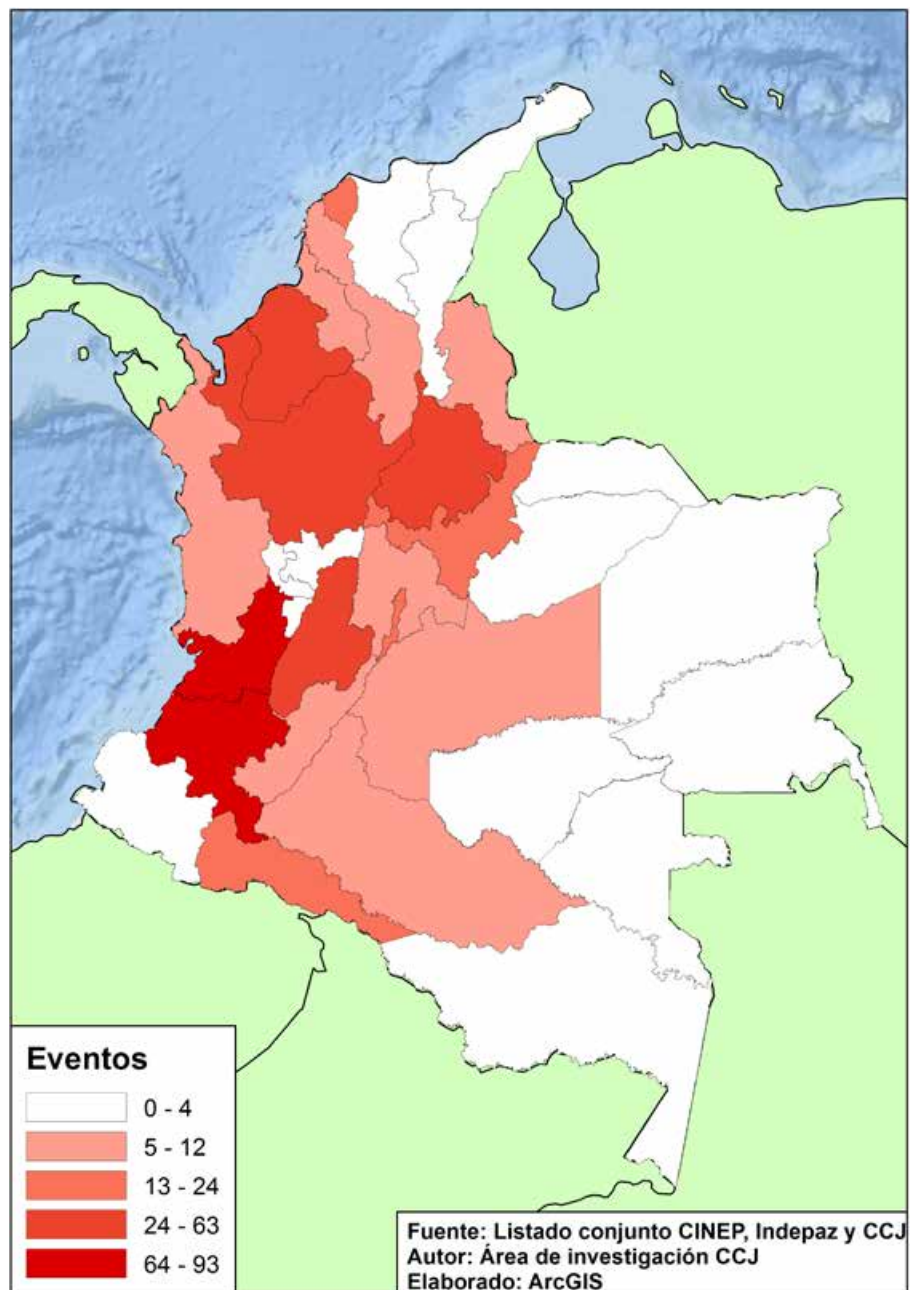 Eventos
0 - 4
5 - 12
13 - 24
24 - 63
64 - 93
Fuente: Listado conjunto CINEP, Indepaz y CCJ
Autor: Área de investigación CCJ
Elaborado: ArcGIS